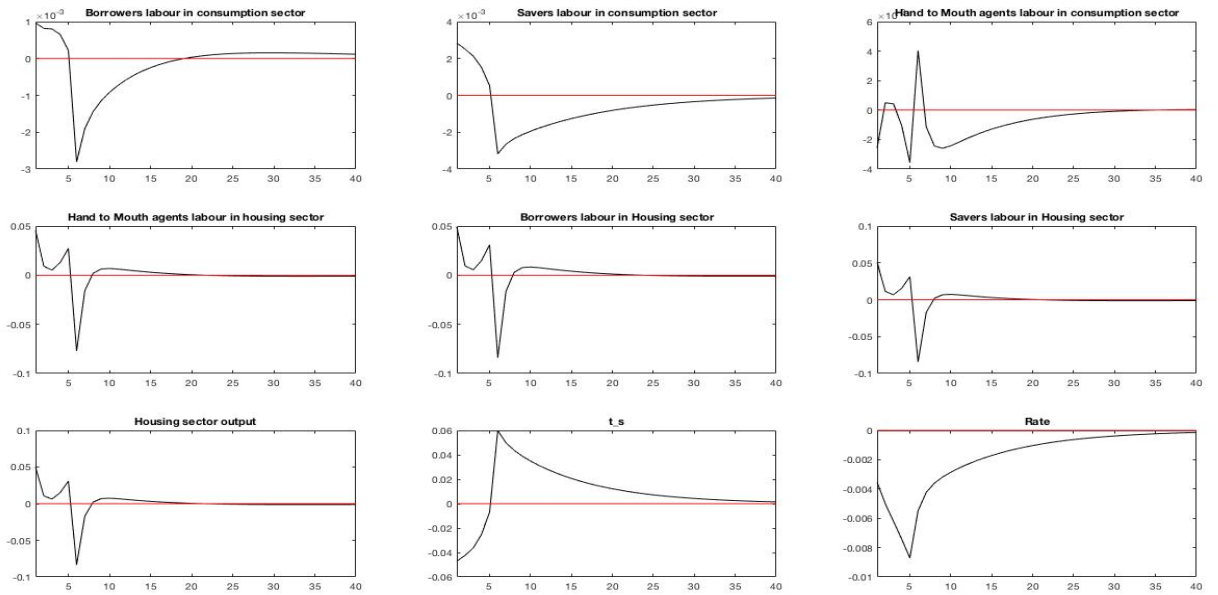 ×10⁻³ Borrowers labour in consumption sector
1
0
-1
-2
-3
5 10 15 20 25 30 35 40
×10⁻³ Savers labour in consumption sector
4
2
0
-2
-4
5 10 15 20 25 30 35 40
Hand to Mouth agents labour in consumption sector
6
4
2
0
-2
-4
5 10 15 20 25 30 35 40
Hand to Mouth agents labour in housing sector
0.05
0
-0.05
-0.1
5 10 15 20 25 30 35 40
Borrowers labour in Housing sector
0.05
0
-0.05
-0.1
5 10 15 20 25 30 35 40
Savers labour in Housing sector
0.1
0.05
0
-0.05
-0.1
5 10 15 20 25 30 35 40
Housing sector output
0.1
0.05
0
-0.05
-0.1
5 10 15 20 25 30 35 40
t_s
0.06
0.04
0.02
0
-0.02
-0.04
-0.06
5 10 15 20 25 30 35 40
Rate
0
-0.002
-0.004
-0.006
-0.008
-0.01
5 10 15 20 25 30 35 40